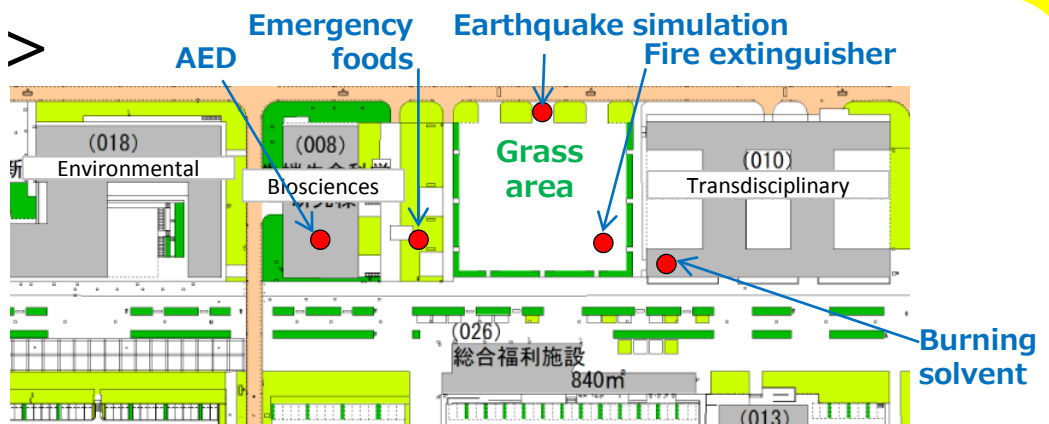 >
Emergency
foods
Earthquake simulation
AED
Fire extinguisher
(018)
Environmental
新
(008)
Biosciences
Grass
area
(010)
Transdisciplinary
(026)
総合福利施設
840㎡
Burning
solvent
(013)